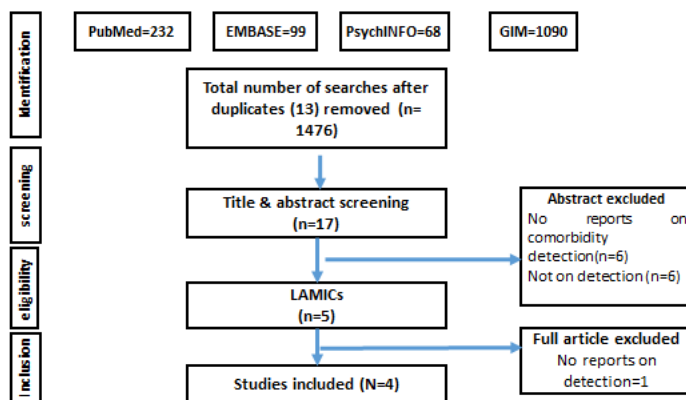 PubMed=232
EMBASE=99
PsychINFO=68
GIM=1090
Identification
Total number of searches after
duplicates (13) removed (n=
1476)
screening
Title & abstract screening
(n=17)
Abstract excluded
No reports on
comorbidity
detection(n=6)
Not on detection (n=6)
eligibility
LAMICs
(n=5)
Inclusion
Full article excluded
No reports on
detection=1
Studies included (N=4)